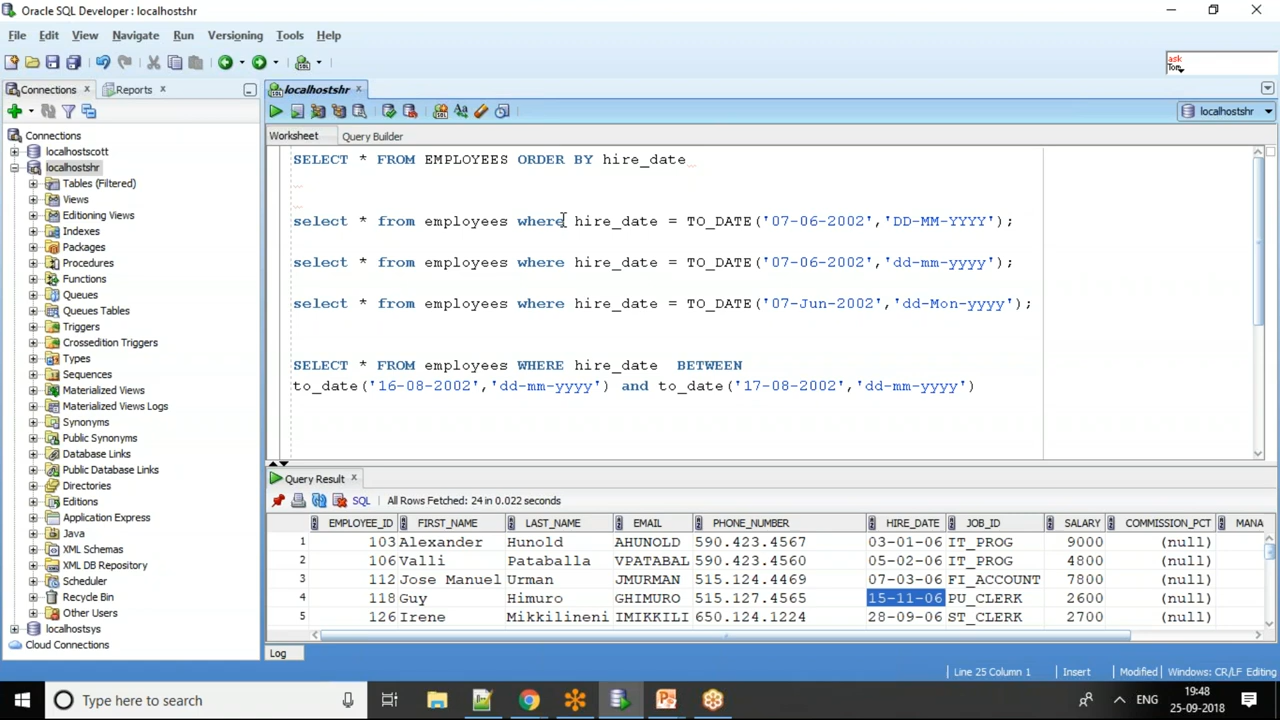 Oracle SQL Developer : localhostshr
File Edit View Navigate Run Versioning Tools Help
ask
Tom
Connections
Reports
localhostshr
localhostshr
Worksheet
Query Builder
Connections
localhostscott
localhostshr
Tables (Filtered)
Views
Editioning Views
Indexes
Packages
Procedures
Functions
Queues
Queues Tables
Triggers
Crossedition Triggers
Types
Sequences
Materialized Views
Materialized Views Logs
Synonyms
Public Synonyms
Database Links
Public Database Links
Directories
Editions
Application Express
Java
XML Schemas
XML DB Repository
Scheduler
Recycle Bin
Other Users
localhostsys
Cloud Connections
SELECT * FROM EMPLOYEES ORDER BY hire_date
select * from employees where hire_date = TO_DATE('07-06-2002','DD-MM-YYYY');
select * from employees where hire_date = TO_DATE('07-06-2002','dd-mm-yyyy');
select * from employees where hire_date = TO_DATE('07-Jun-2002','dd-Mon-yyyy');
SELECT * FROM employees WHERE hire_date BETWEEN
to_date('16-08-2002','dd-mm-yyyy') and to_date('17-08-2002','dd-mm-yyyy')
Query Result
SQL | All Rows Fetched: 24 in 0.022 seconds
EMPLOYEE_ID FIRST_NAME LAST_NAME EMAIL PHONE_NUMBER HIRE_DATE JOB_ID SALARY COMMISSION_PCT MANA
1 103 Alexander Hunold AHUNOLD 590.423.4567 03-01-06 IT_PROG 9000 (null)
2 106 Valli Pataballa VPATABAL 590.423.4560 05-02-06 IT_PROG 4800 (null)
3 112 Jose Manuel Urman JMURMAN 515.124.4469 07-03-06 FI_ACCOUNT 7800 (null)
4 118 Guy Himuro GHIMURO 515.127.4565 15-11-06 PU_CLERK 2600 (null)
5 126 Irene Mikkilineni IMIKKILI 650.124.1224 28-09-06 ST_CLERK 2700 (null)
Log
Line 25 Column 1 Insert Modified Windows: CR/LF Editing
Type here to search
ENG
19:48
25-09-2018